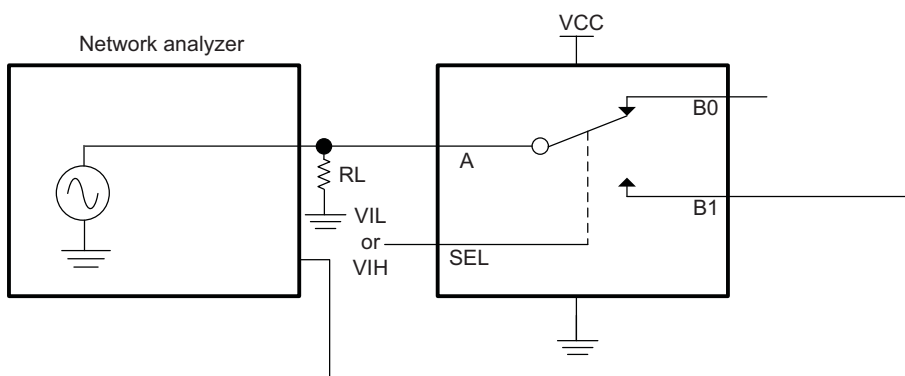 VCC
Network analyzer
B0
A
RL
VIL
or
VIH
B1
SEL